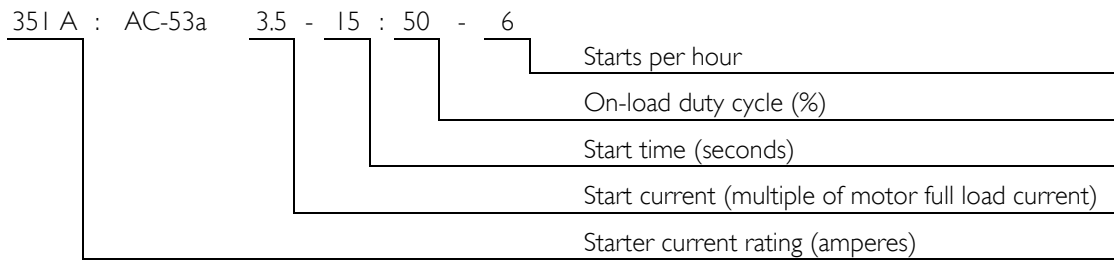 351 A : AC-53a 3.5 - 15 : 50 - 6
Starts per hour
On-load duty cycle (%)
Start time (seconds)
Start current (multiple of motor full load current)
Starter current rating (amperes)